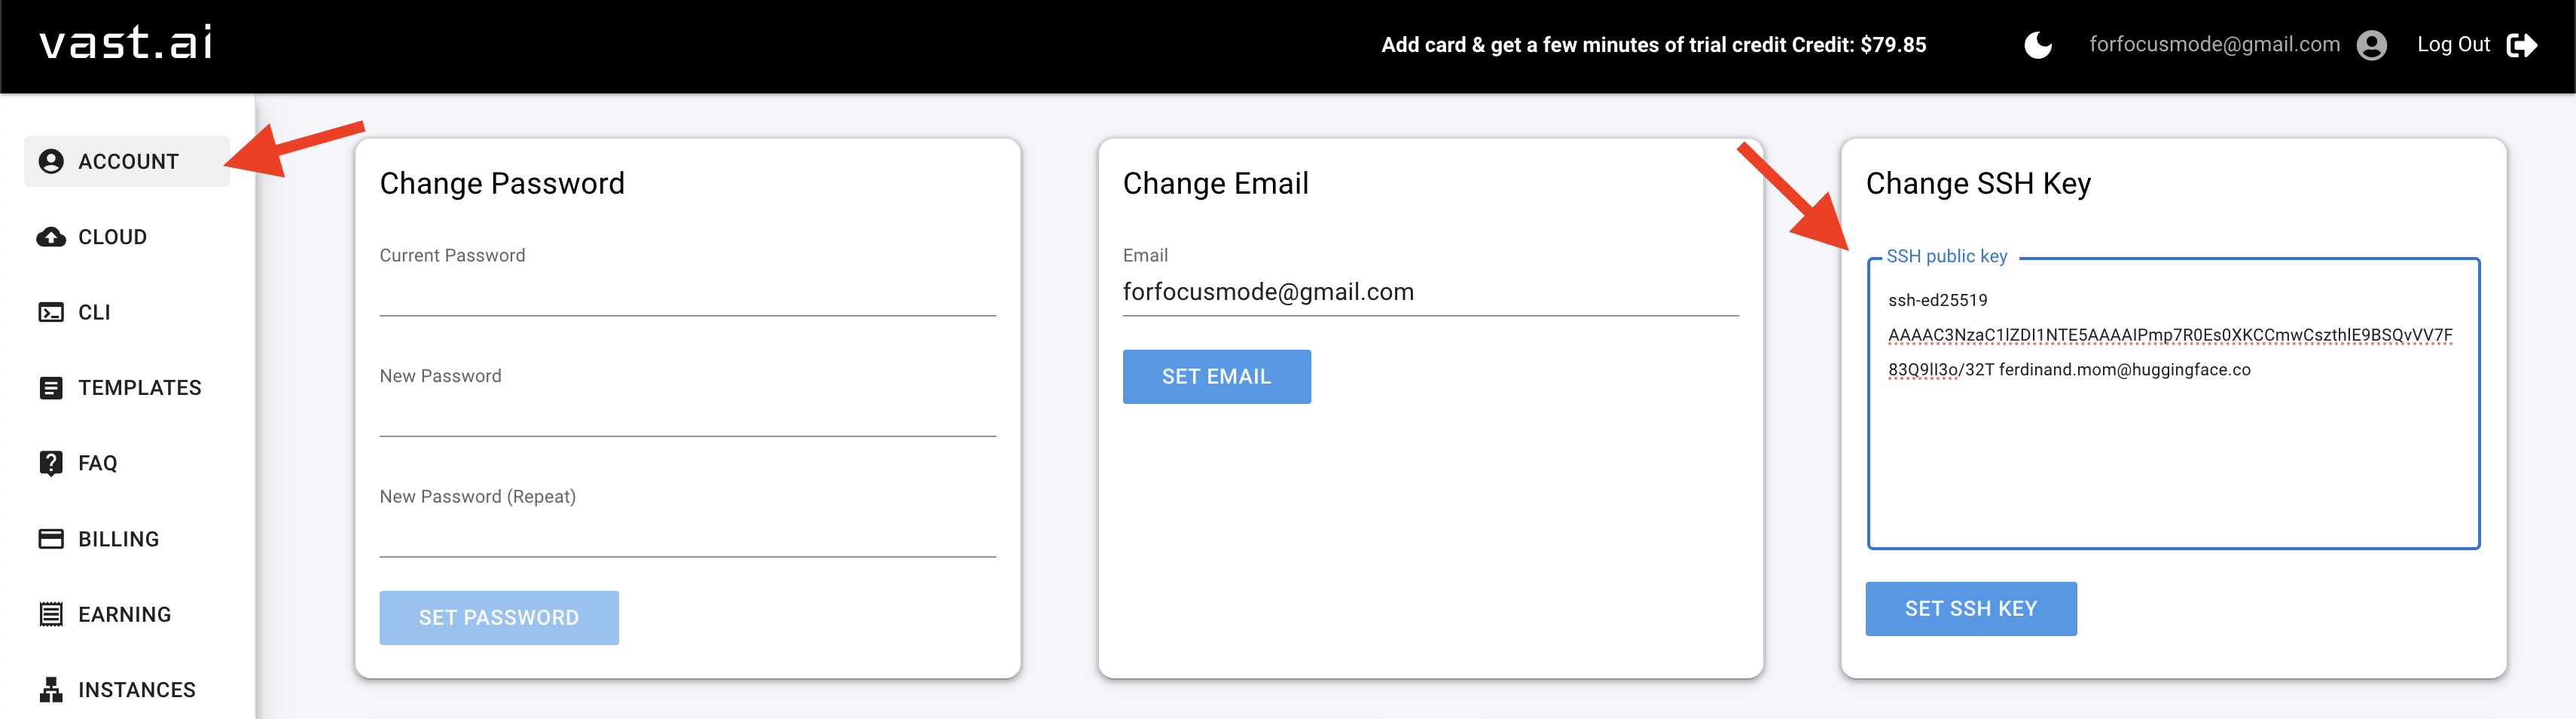 vast.ai
Add card & get a few minutes of trial credit Credit: $79.85
forfocusmode@gmail.com
Log Out
ACCOUNT
CLOUD
CLI
TEMPLATES
FAQ
BILLING
EARNING
INSTANCES
Change Password
Current Password
New Password
New Password (Repeat)
SET PASSWORD
Change Email
Email
forfocusmode@gmail.com
SET EMAIL
Change SSH Key
SSH public key
ssh-ed25519
AAAAC3NzaC1lZDI1NTE5AAAAIPmp7R0Es0XKCCmwCszthlE9BSQvVV7F
83Q9lI3o/32T ferdinand.mom@huggingface.co
SET SSH KEY